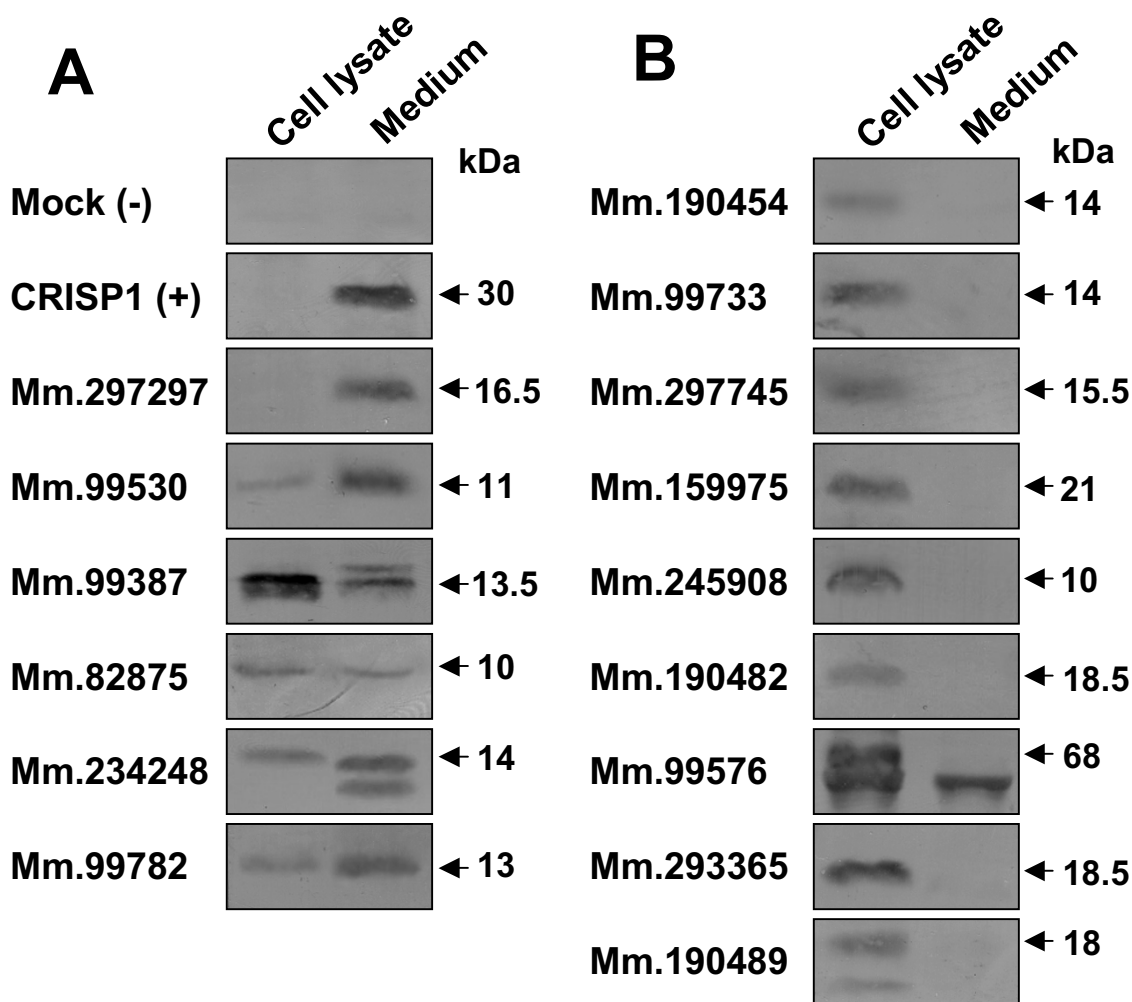 A
Cell lysate
Medium
kDa
Mock (-)
CRISP1 (+)
30
Mm.297297
16.5
Mm.99530
11
Mm.99387
13.5
Mm.82875
10
Mm.234248
14
Mm.99782
13
B
Cell lysate
Medium
kDa
Mm.190454
14
Mm.99733
14
Mm.297745
15.5
Mm.159975
21
Mm.245908
10
Mm.190482
18.5
Mm.99576
68
Mm.293365
18.5
Mm.190489
18